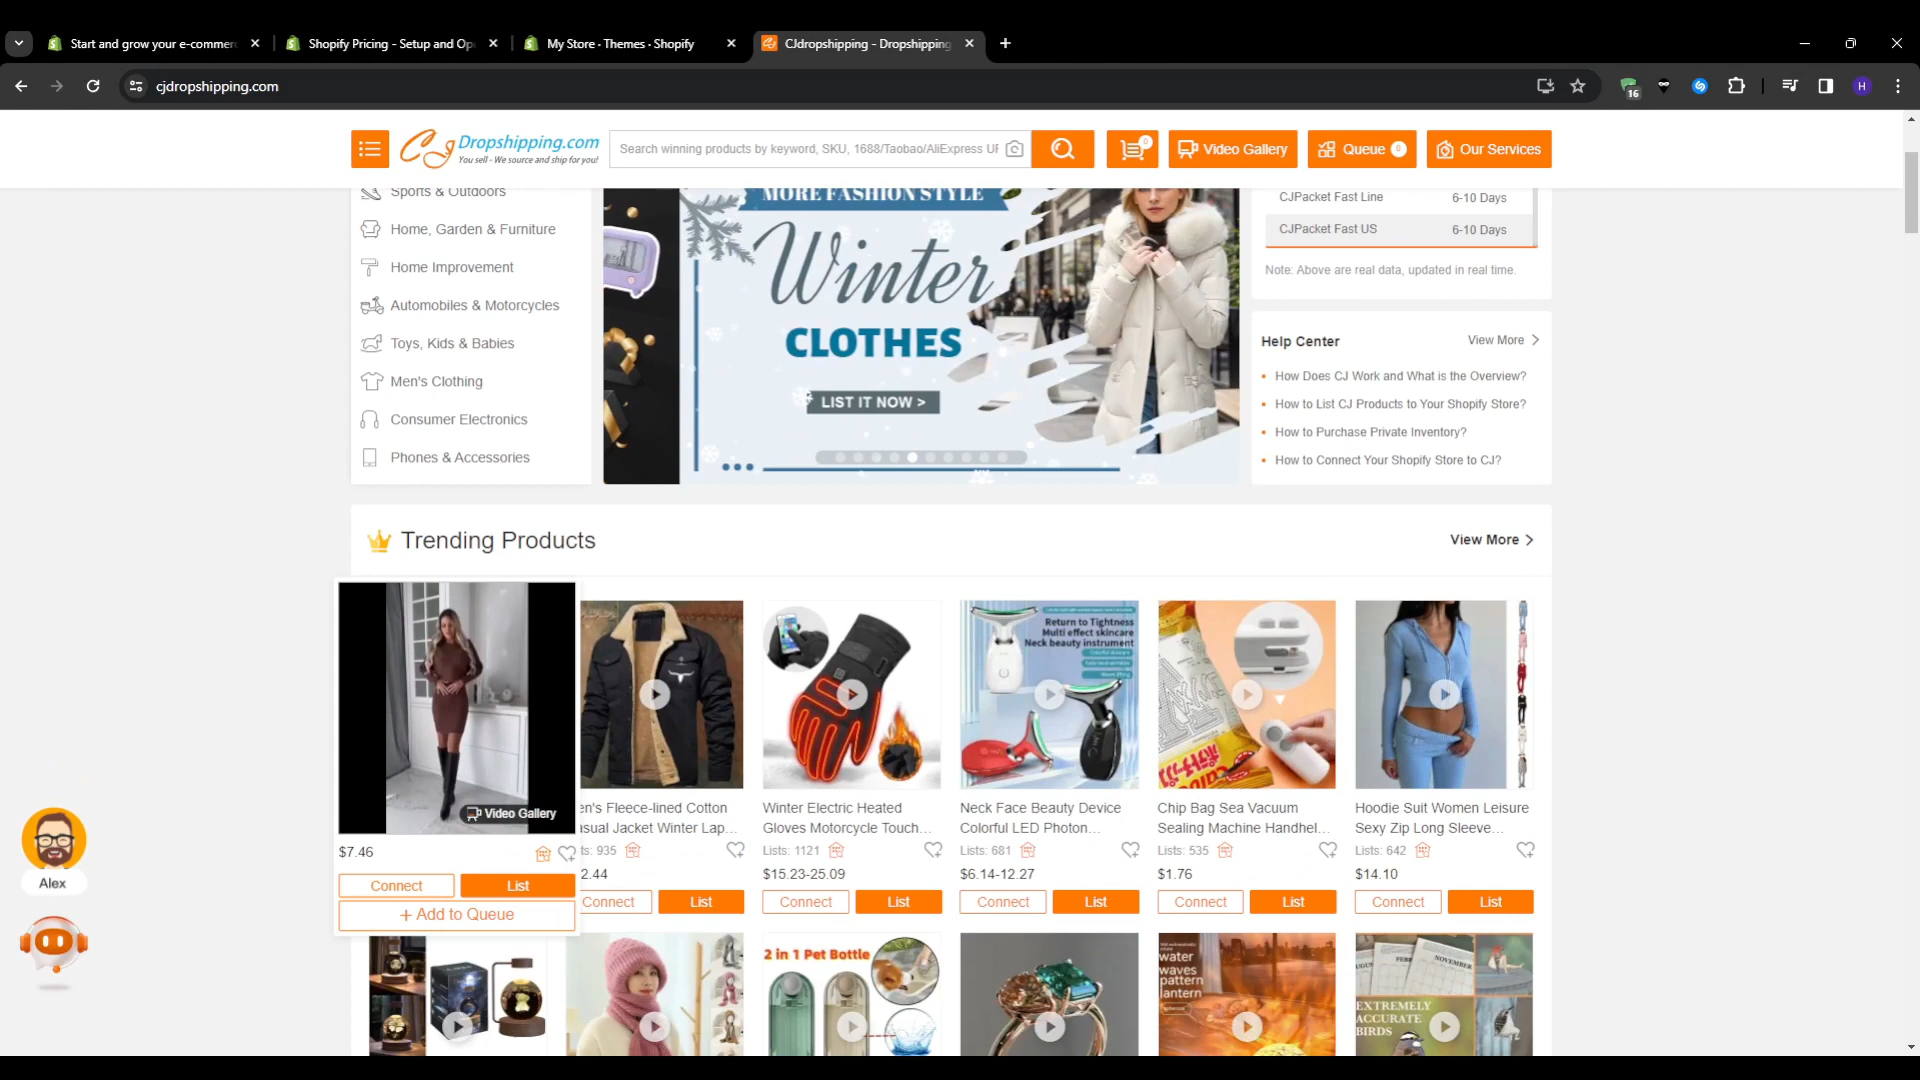 Start and grow your e-commer
Shopify Pricing - Setup and Op
My Store · Themes · Shopify
CJdropshipping - Dropshipping
cjdropshipping.com
16
H
CJ Dropshipping.com
You sell - We source and ship for you!
Search winning products by keyword, SKU, 1688/Taobao/AliExpress UR
0
Video Gallery
Queue 0
Our Services
Sports & Outdoors
Home, Garden & Furniture
Home Improvement
Automobiles & Motorcycles
Toys, Kids & Babies
Men's Clothing
Consumer Electronics
Phones & Accessories
MORE FASHION STYLE
Winter
CLOTHES
LIST IT NOW >
CJPacket Fast Line 6-10 Days
CJPacket Fast US 6-10 Days
Note: Above are real data, updated in real time.
Help Center View More
How Does CJ Work and What is the Overview?
How to List CJ Products to Your Shopify Store?
How to Purchase Private Inventory?
How to Connect Your Shopify Store to CJ?
Trending Products
View More
Video Gallery
$7.46
Connect List
+ Add to Queue
en's Fleece-lined Cotton
asual Jacket Winter Lap...
ts: 935
2.44
Connect List
Winter Electric Heated
Gloves Motorcycle Touch...
Lists: 1121
$15.23-25.09
Connect List
Return to Tightness
Multi effect skincare
Neck beauty instrument
Neck Face Beauty Device
Colorful LED Photon...
Lists: 681
$6.14-12.27
Connect List
Chip Bag Sea Vacuum
Sealing Machine Handhel...
Lists: 535
$1.76
Connect List
Hoodie Suit Women Leisure
Sexy Zip Long Sleeve...
Lists: 642
$14.10
Connect List
Alex
2 in 1 Pet Bottle
water
waves
pattern
lantern
NOVEMBER
EXTREMELY
ACCURATE
BIRDS